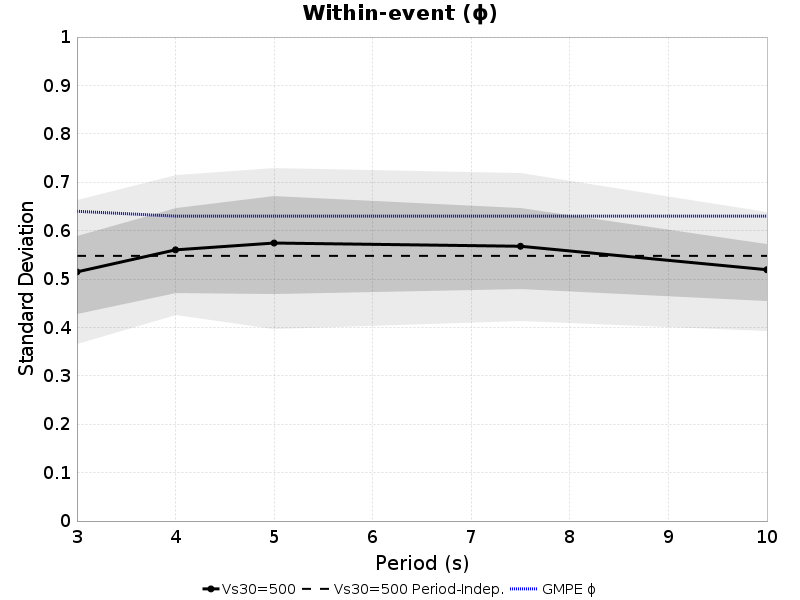 Within-event (ϕ)
1
0.9
0.8
0.7
0.6
0.5
0.4
0.3
0.2
0.1
0
Standard Deviation
3 4 5 6 7 8 9 10
Period (s)
Vs30=500 Vs30=500 Period-Indep. GMPE ϕ